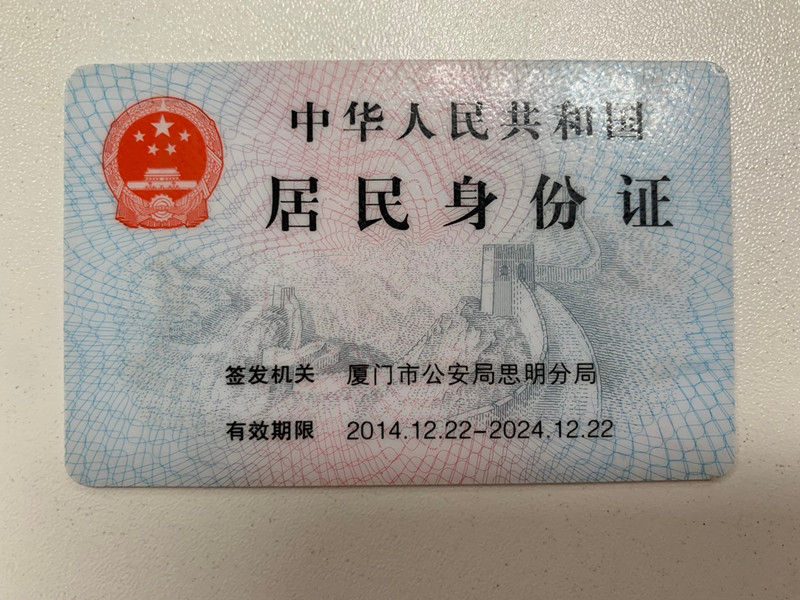 中华人民共和国
居民身份证
签发机关 厦门市公安局思明分局
有效期限 2014.12.22-2024.12.22